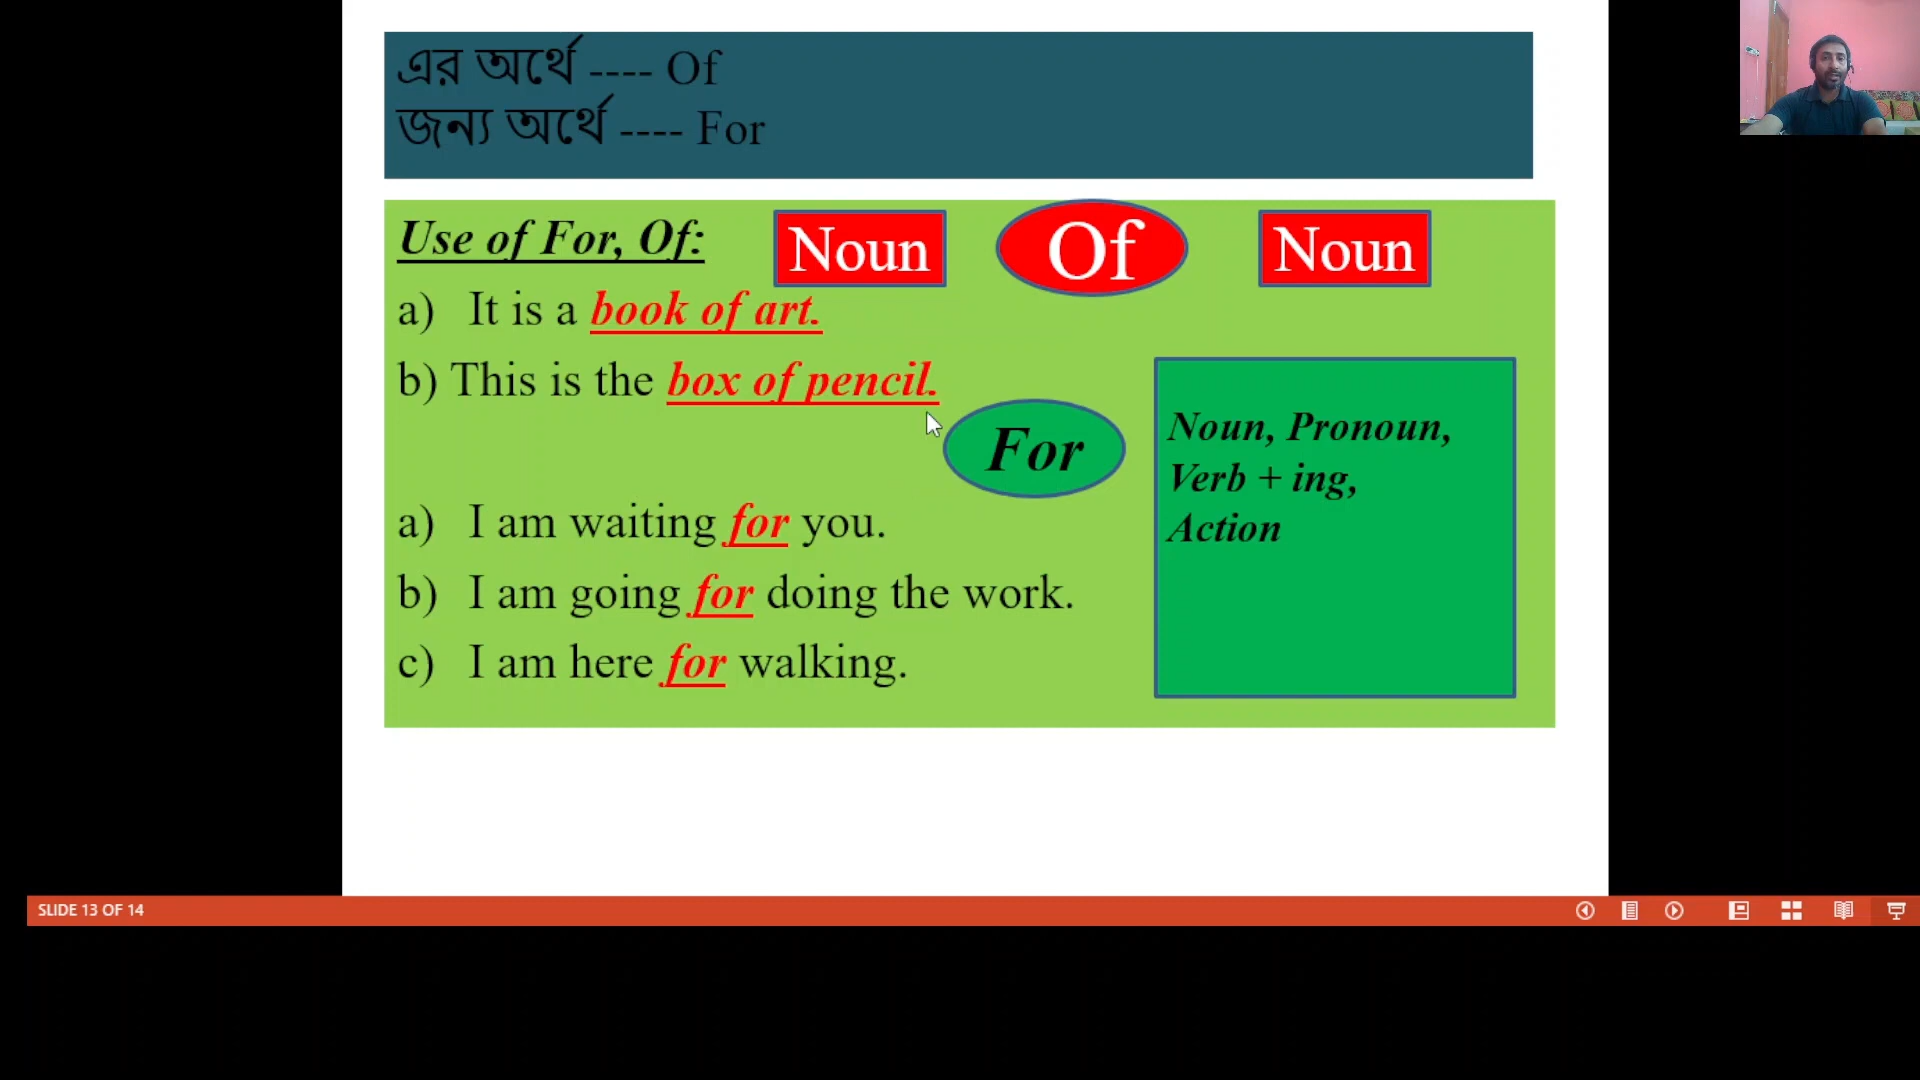 এর অর্থে ---- Of
জন্য অর্থে ---- For
Use of For, Of:
Noun
Of
Noun
a) It is a book of art.
b) This is the box of pencil.
For
Noun, Pronoun,
Verb + ing,
Action
a) I am waiting for you.
b) I am going for doing the work.
c) I am here for walking.
SLIDE 13 OF 14